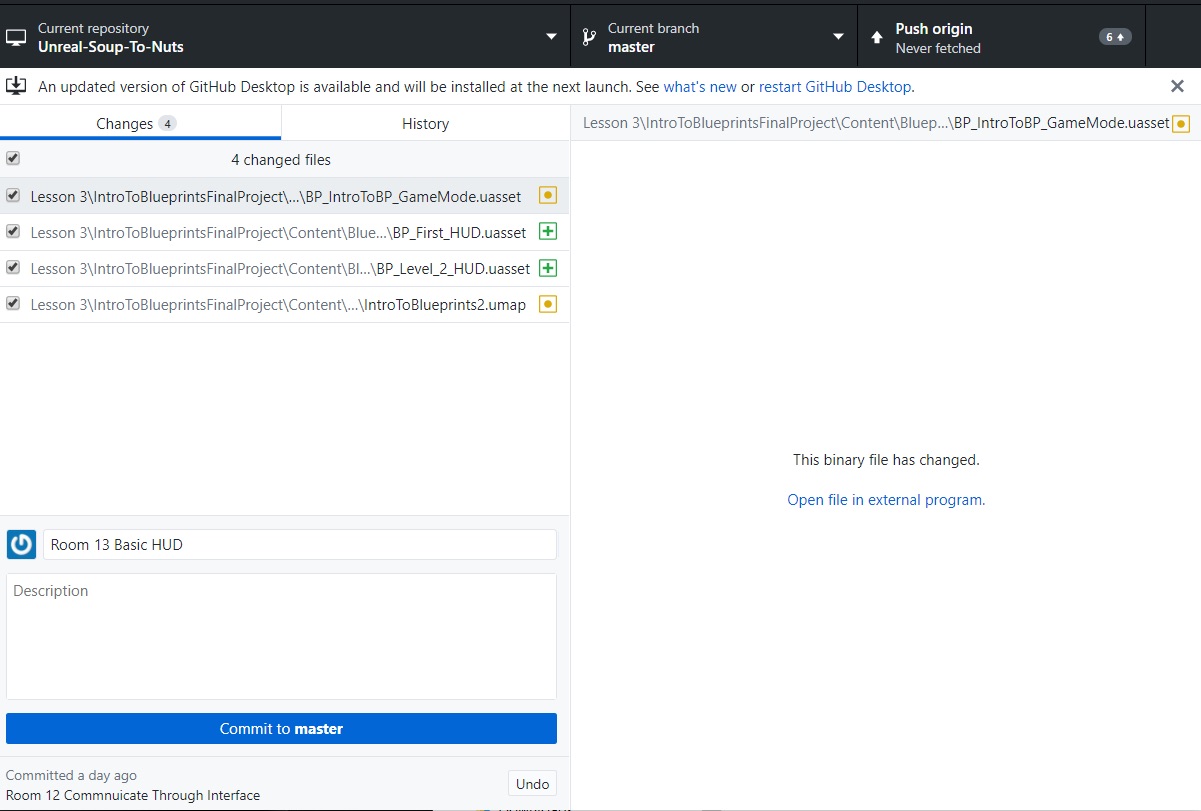 Current repository
Unreal-Soup-To-Nuts
Current branch
master
Push origin
Never fetched
6
An updated version of GitHub Desktop is available and will be installed at the next launch. See what's new or restart GitHub Desktop.
Changes 4
History
Lesson 3\IntroToBlueprintsFinalProject\Content\Bluep...\BP_IntroToBP_GameMode.uasset
4 changed files
Lesson 3\IntroToBlueprintsFinalProject\...\BP_IntroToBP_GameMode.uasset
Lesson 3\IntroToBlueprintsFinalProject\Content\Blue...\BP_First_HUD.uasset
Lesson 3\IntroToBlueprintsFinalProject\Content\Bl...\BP_Level_2_HUD.uasset
Lesson 3\IntroToBlueprintsFinalProject\Content\...\IntroToBlueprints2.umap
This binary file has changed.
Open file in external program.
Room 13 Basic HUD
Description
Commit to master
Committed a day ago
Room 12 Commnuicate Through Interface
Undo